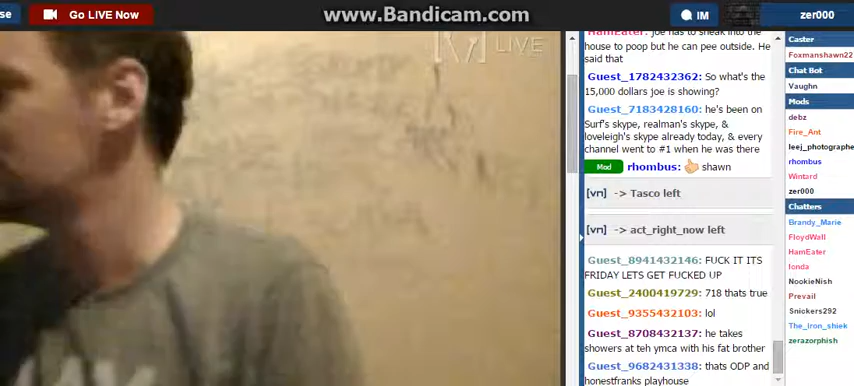 se
Go LIVE Now
www.Bandicam.com
IM
zer000
LIVE
HamEater: joe has to sneak into the
house to poop but he can pee outside. He
said that
Guest_1782432362: So what's the
15,000 dollars joe is showing?
Guest_7183428160: he's been on
Surf's skype, realman's skype, &
loveleigh's skype already today, & every
channel went to #1 when he was there
Mod rhombus: shawn
[vn] -> Tasco left
[vn] -> act_right_now left
Guest_8941432146: FUCK IT ITS
FRIDAY LETS GET FUCKED UP
Guest_2400419729: 718 thats true
Guest_9355432103: lol
Guest_8708432137: he takes
showers at teh ymca with his fat brother
Guest_9682431338: thats ODP and
honestfranks playhouse
Caster
Foxmanshawn22
Chat Bot
Vaughn
Mods
debz
Fire_Ant
leej_photographe
rhombus
Wintard
zer000
Chatters
Brandy_Marie
FloydWall
HamEater
londa
NookieNish
Prevail
Snickers292
The_Iron_shiek
zerazorphish